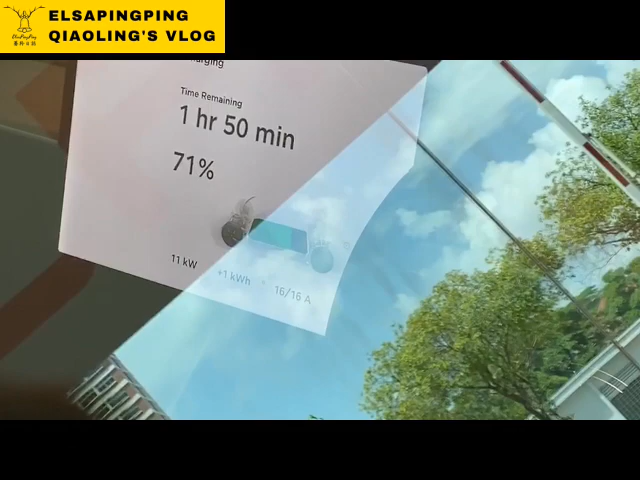 ELSAPINGPING
QIAOLING'S VLOG
Time Remaining
1 hr 50 min
71%
11 kW
+1 kWh
16/16 A